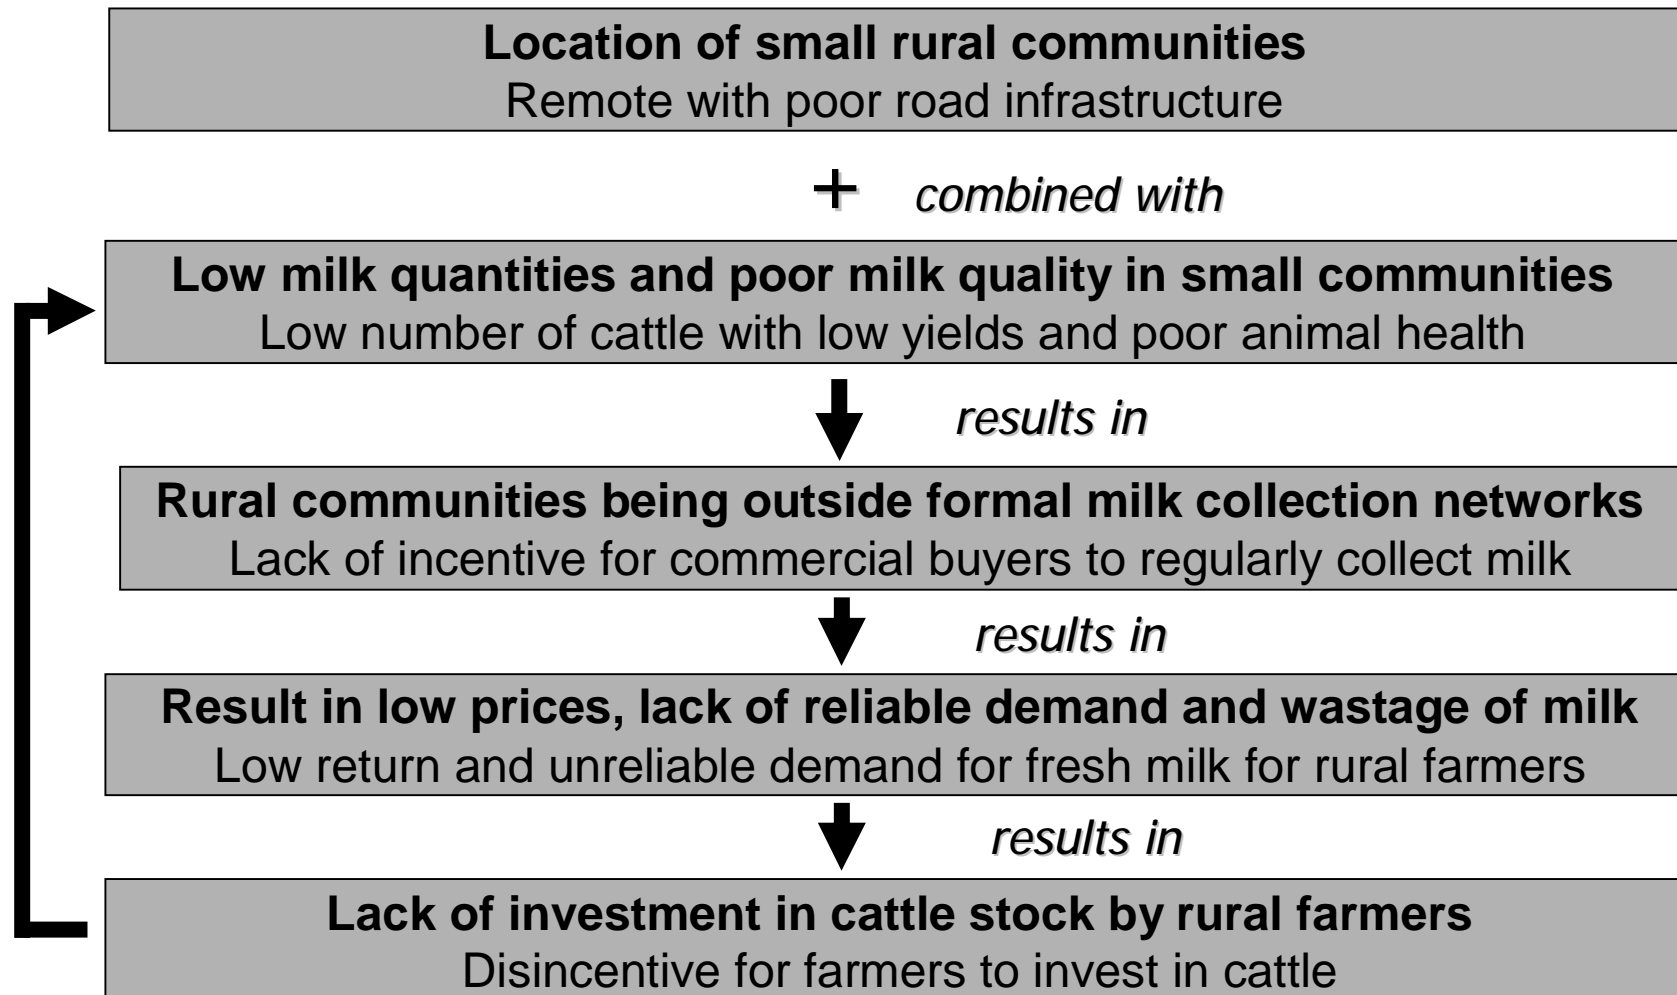 Location of small rural communities
Remote with poor road infrastructure
+ combined with
Low milk quantities and poor milk quality in small communities
Low number of cattle with low yields and poor animal health
results in
Rural communities being outside formal milk collection networks
Lack of incentive for commercial buyers to regularly collect milk
results in
Result in low prices, lack of reliable demand and wastage of milk
Low return and unreliable demand for fresh milk for rural farmers
results in
Lack of investment in cattle stock by rural farmers
Disincentive for farmers to invest in cattle